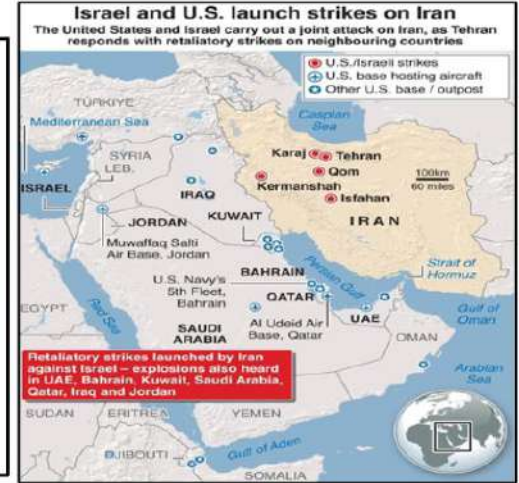 Israel and U.S. launch strikes on Iran
The United States and Israel carry out a joint attack on Iran, as Tehran
responds with retaliatory strikes on neighbouring countries
U.S./Israeli strikes
U.S. base hosting aircraft
Other U.S. base / outpost
TÜRKIYE
Caspian
Sea
Mediterranean Sea
SYRIA
LEB.
Karaj
Tehran
Qom
100km
60 miles
ISRAEL
IRAQ
Kermanshah
Isfahan
IRAN
JORDAN
KUWAIT
Muwaffaq Salti
Air Base, Jordan
Strait of
Hormuz
BAHRAIN
Persian Gulf
U.S. Navy's
5th Fleet,
Bahrain
QATAR
EGYPT
Red Sea
Gulf of
Oman
SAUDI
ARABIA
Al Udeid Air
Base, Qatar
UAE
OMAN
Retaliatory strikes launched by Iran
against Israel – explosions also heard
in UAE, Bahrain, Kuwait, Saudi Arabia,
Qatar, Iraq and Jordan
Arabian
Sea
SUDAN
ERITREA
YEMEN
DJIBOUTI
Gulf of Aden
SOMALIA